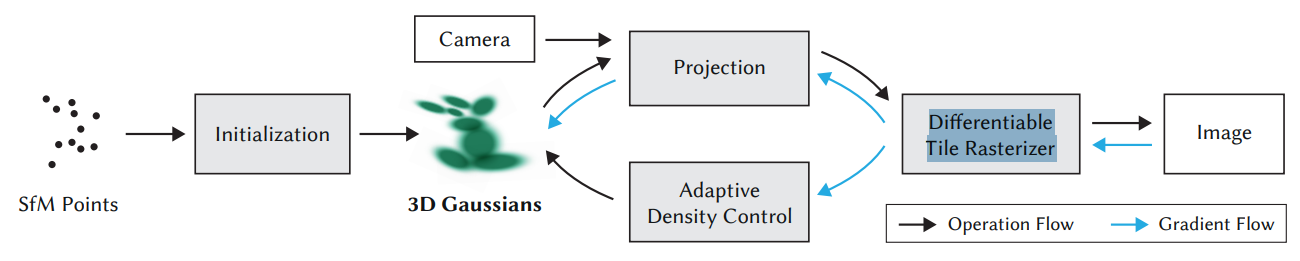 Camera
Projection
Initialization
Differentiable
Tile Rasterizer
Image
SfM Points
3D Gaussians
Adaptive
Density Control
Operation Flow
Gradient Flow